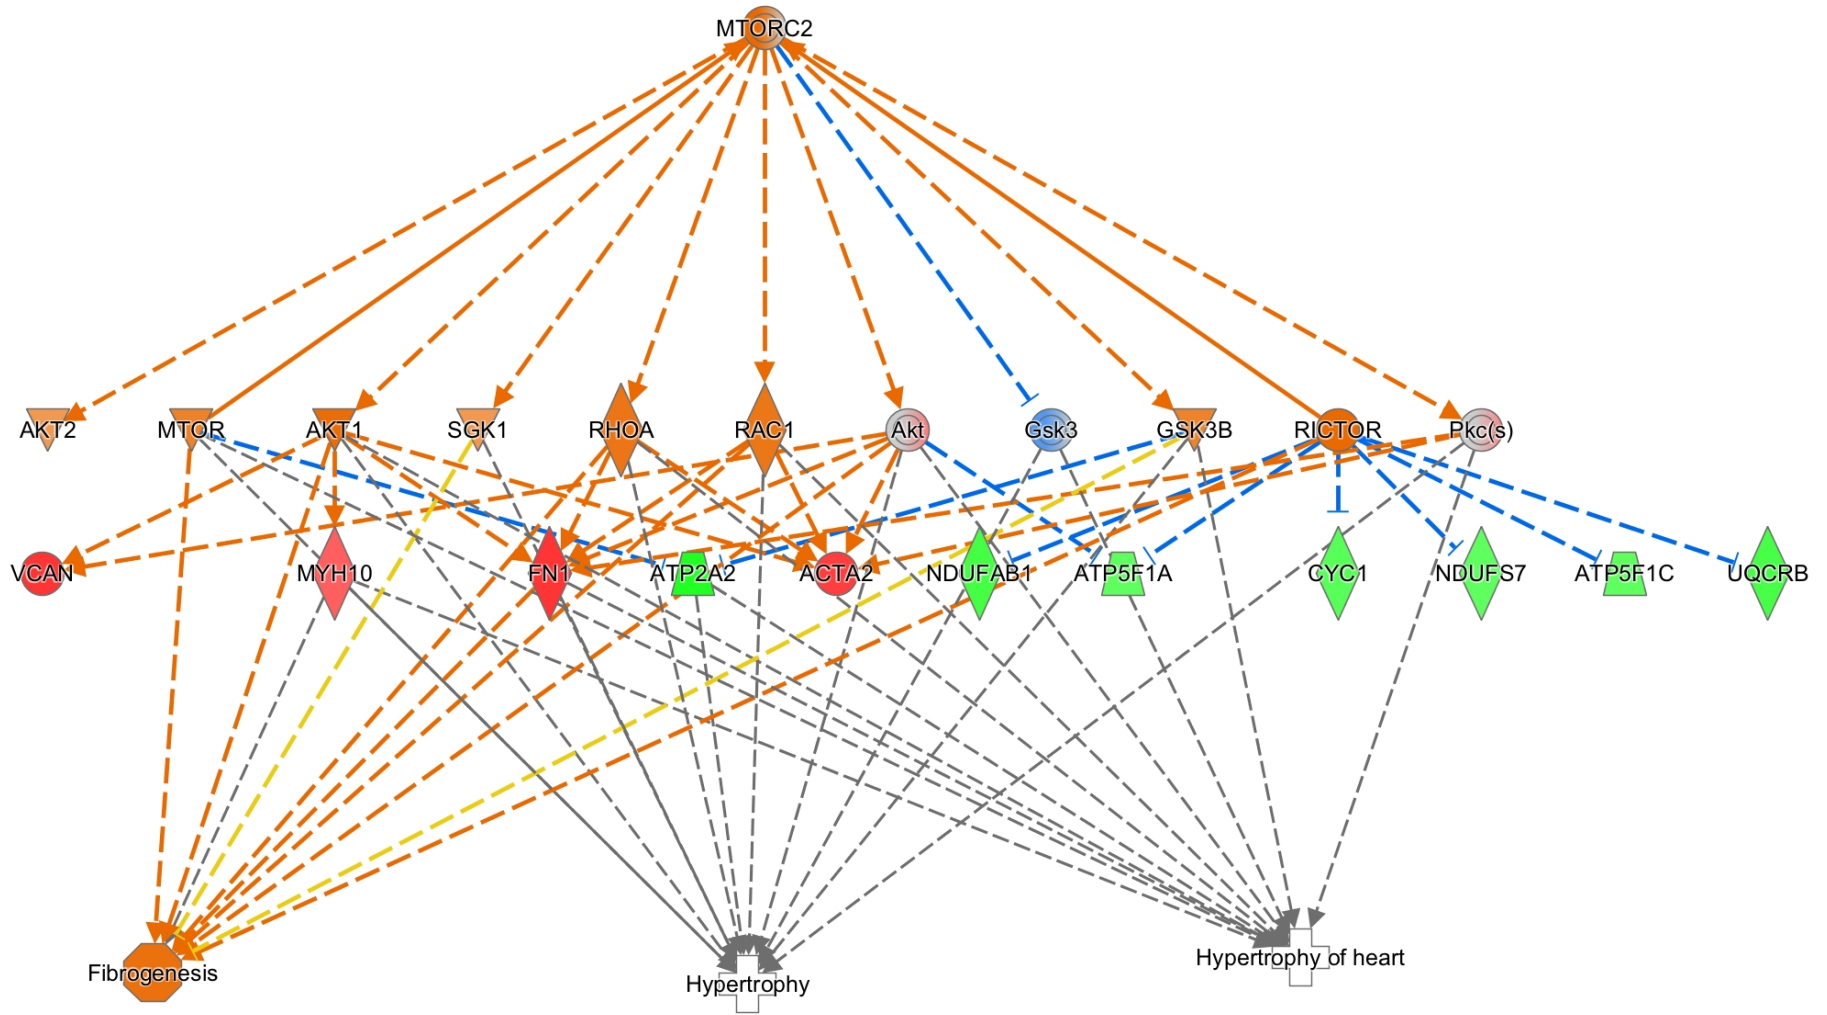 MTORC2
AKT2 MTOR AKT1 SGK1 RHOA RAC1 Akt Gsk3 GSK3B RICTOR Pkc(s)
VCAN MYH10 FN1 ATP2A2 ACTA2 NDUFAB1 ATP5F1A CYC1 NDUFS7 ATP5F1C UQCRB
Fibrogenesis Hypertrophy Hypertrophy of heart